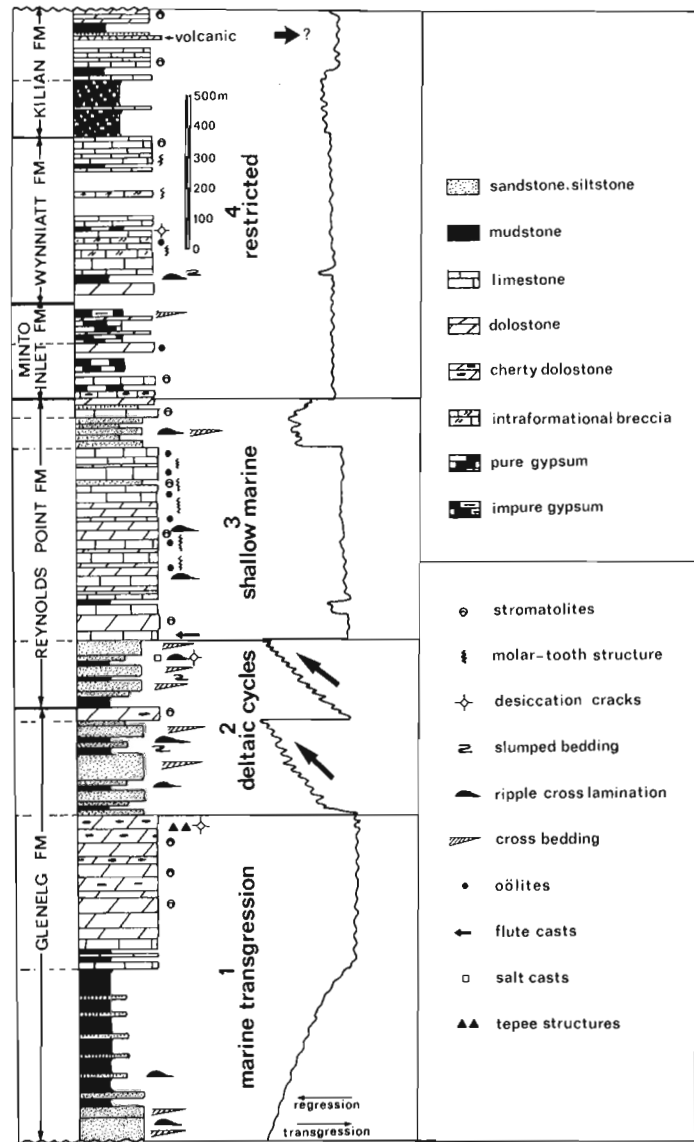 KILIAN FM
WYNNIATT FM
MINTO
INLET FM
REYNOLDS POINT FM
GLENELG FM
volcanic
?
500m
400
300
200
100
0
4
restricted
3
shallow marine
2
deltaic cycles
1
marine transgression
regression
transgression
sandstone.siltstone
mudstone
limestone
dolostone
cherty dolostone
intraformational breccia
pure gypsum
impure gypsum
stromatolites
molar-tooth structure
desiccation cracks
slumped bedding
ripple cross lamination
cross bedding
oölites
flute casts
salt casts
tepee structures